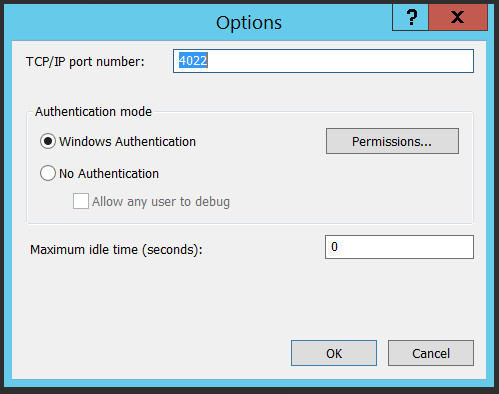 Options
?
X
TCP/IP port number: 4022
Authentication mode
Windows Authentication
Permissions...
No Authentication
Allow any user to debug
Maximum idle time (seconds): 0
OK
Cancel